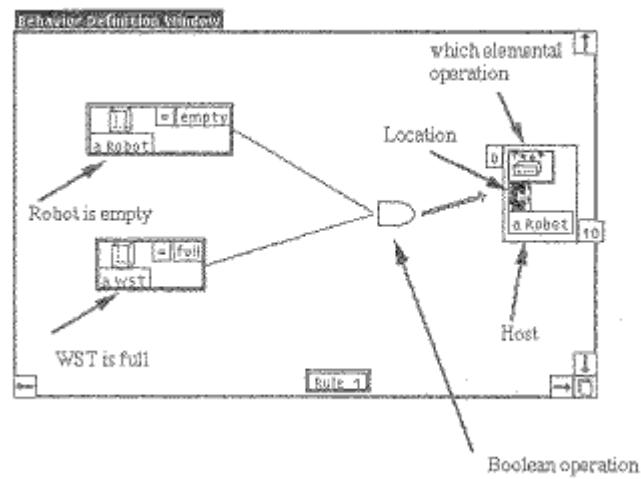 Behavior Definition Window
which elemental
operation
= empty
a Robot
Location
0
Robot is empty
a Robot
10
= full
a WST
Host
WST is full
Rule 1
Boolean operation